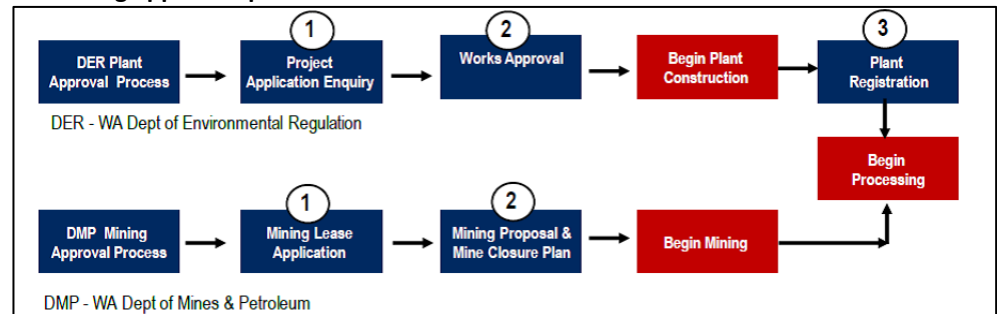 1
2
3
DER Plant
Approval Process
Project
Application Enquiry
Works Approval
Begin Plant
Construction
Plant
Registration
DER - WA Dept of Environmental Regulation
Begin
Processing
1
2
DMP Mining
Approval Process
Mining Lease
Application
Mining Proposal &
Mine Closure Plan
Begin Mining
DMP - WA Dept of Mines & Petroleum